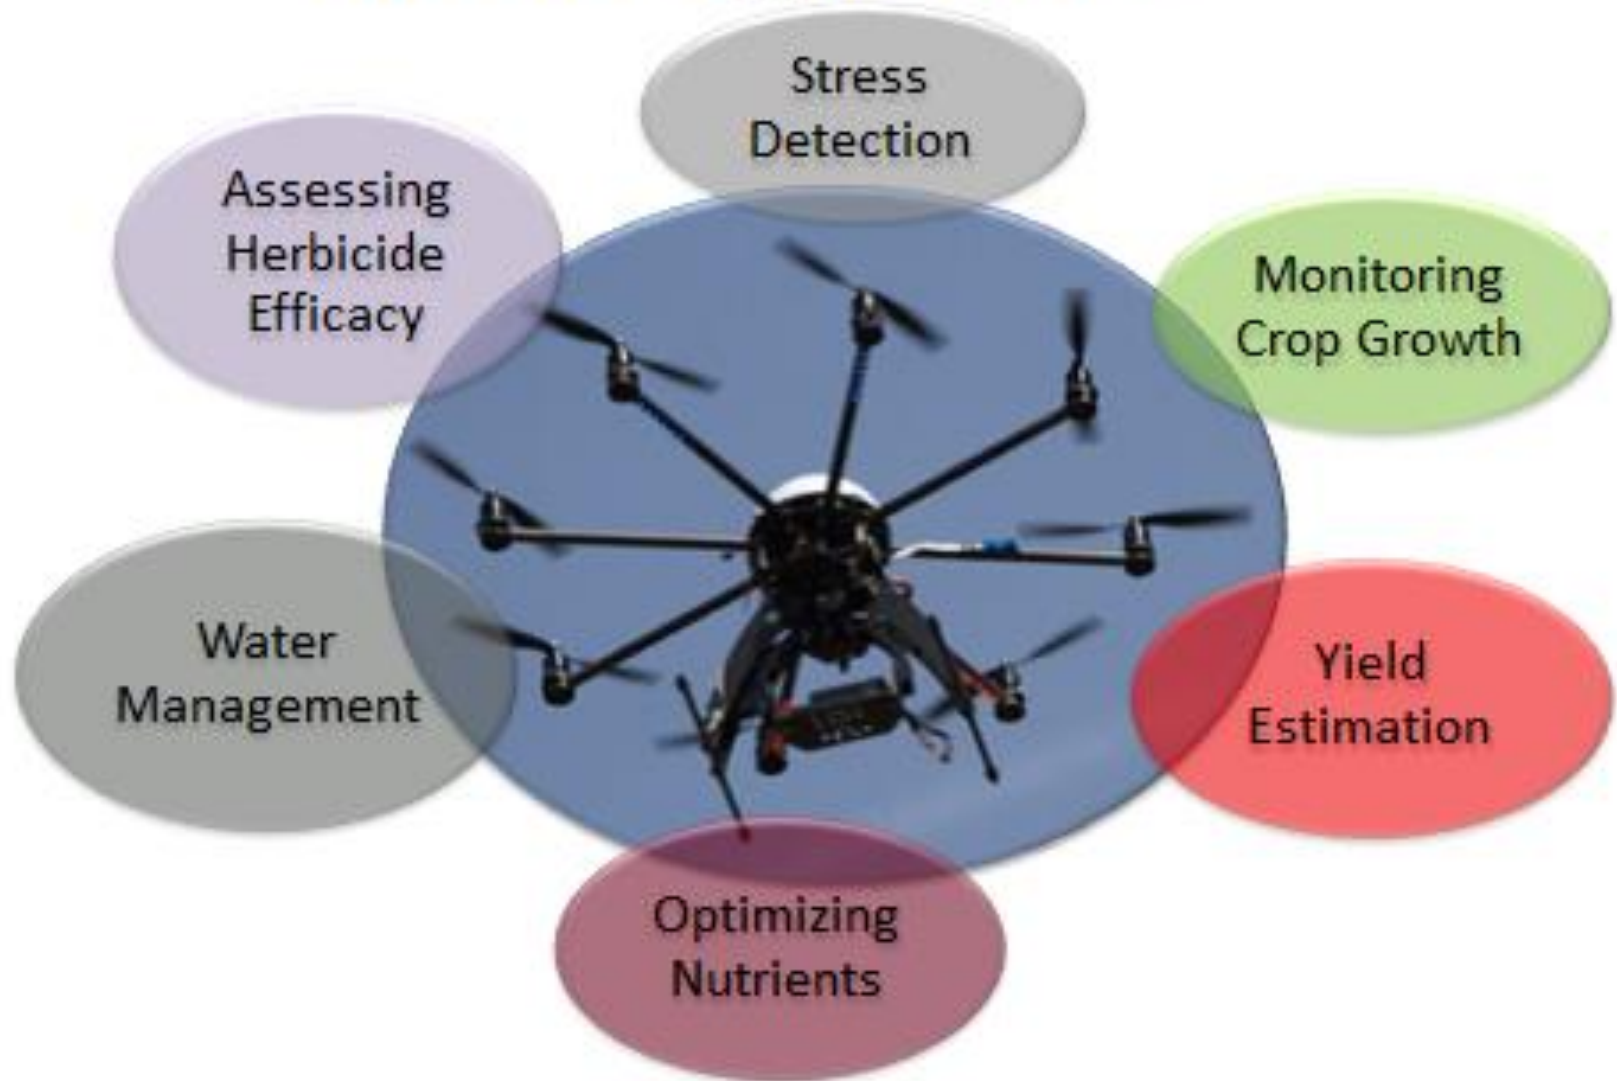 Stress
Detection
Assessing
Herbicide
Efficacy
Monitoring
Crop Growth
Water
Management
Yield
Estimation
Optimizing
Nutrients